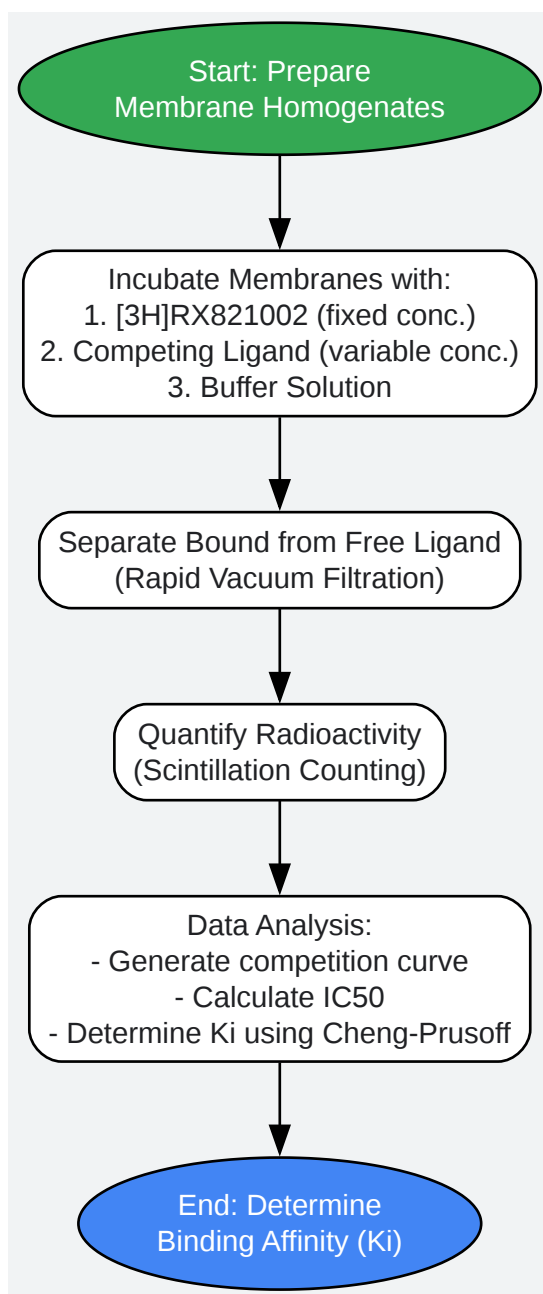 Start: Prepare
Membrane Homogenates
Incubate Membranes with:
1. [3H]RX821002 (fixed conc.)
2. Competing Ligand (variable conc.)
3. Buffer Solution
Separate Bound from Free Ligand
(Rapid Vacuum Filtration)
Quantify Radioactivity
(Scintillation Counting)
Data Analysis:
- Generate competition curve
- Calculate IC50
- Determine Ki using Cheng-Prusoff
End: Determine
Binding Affinity (Ki)